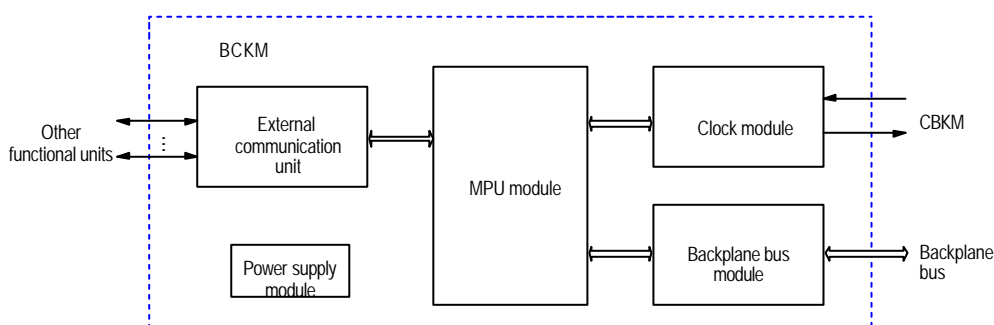 BCKM
Other
functional units
External
communication
unit
MPU module
Clock module
CBKM
Power supply
module
Backplane bus
module
Backplane
bus